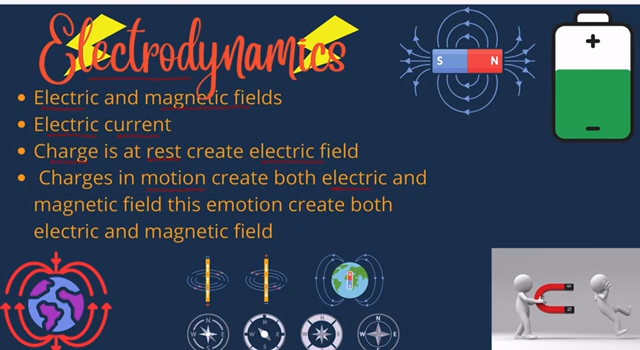 Electrodynamics
S N
• Electric and magnetic fields
• Electric current
• Charge is at rest create electric field
• Charges in motion create both electric and
magnetic field this emotion create both
electric and magnetic field
+
-